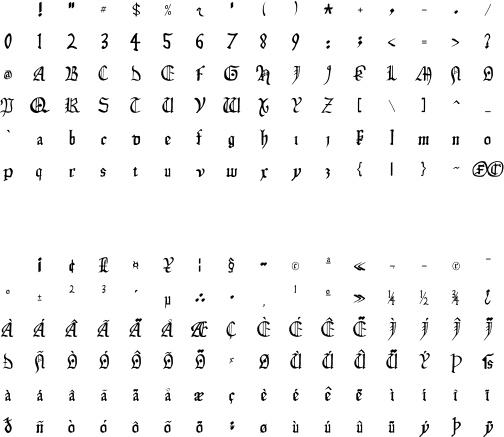 ! " # $ % & ' ( ) * + , - . /
0 1 2 3 4 5 6 7 8 9 : ; < = > ?
@ A B C D E F G H I J K L M N O
P Q R S T U V W X Y Z [ \ ] ^ _
` a b c d e f g h i j k l m n o
p q r s t u v w x y z { | } ~
¡ ¢ £ ¤ ¥ ¦ § ¨ © ª « ¬ - ® ¯
° ± ² ³ ´ µ ¶ · ¸ ¹ º » ¼ ½ ¾ ¿
À Á Â Ã Ä Å Æ Ç È É Ê Ë Ì Í Î Ï
Ð Ñ Ò Ó Ô Õ Ö × Ø Ù Ú Û Ü Ý Þ ß
à á â ã ä å æ ç è é ê ë ì í î ï
ð ñ ò ó ô õ ö ÷ ø ù ú û ü ý þ ÿ